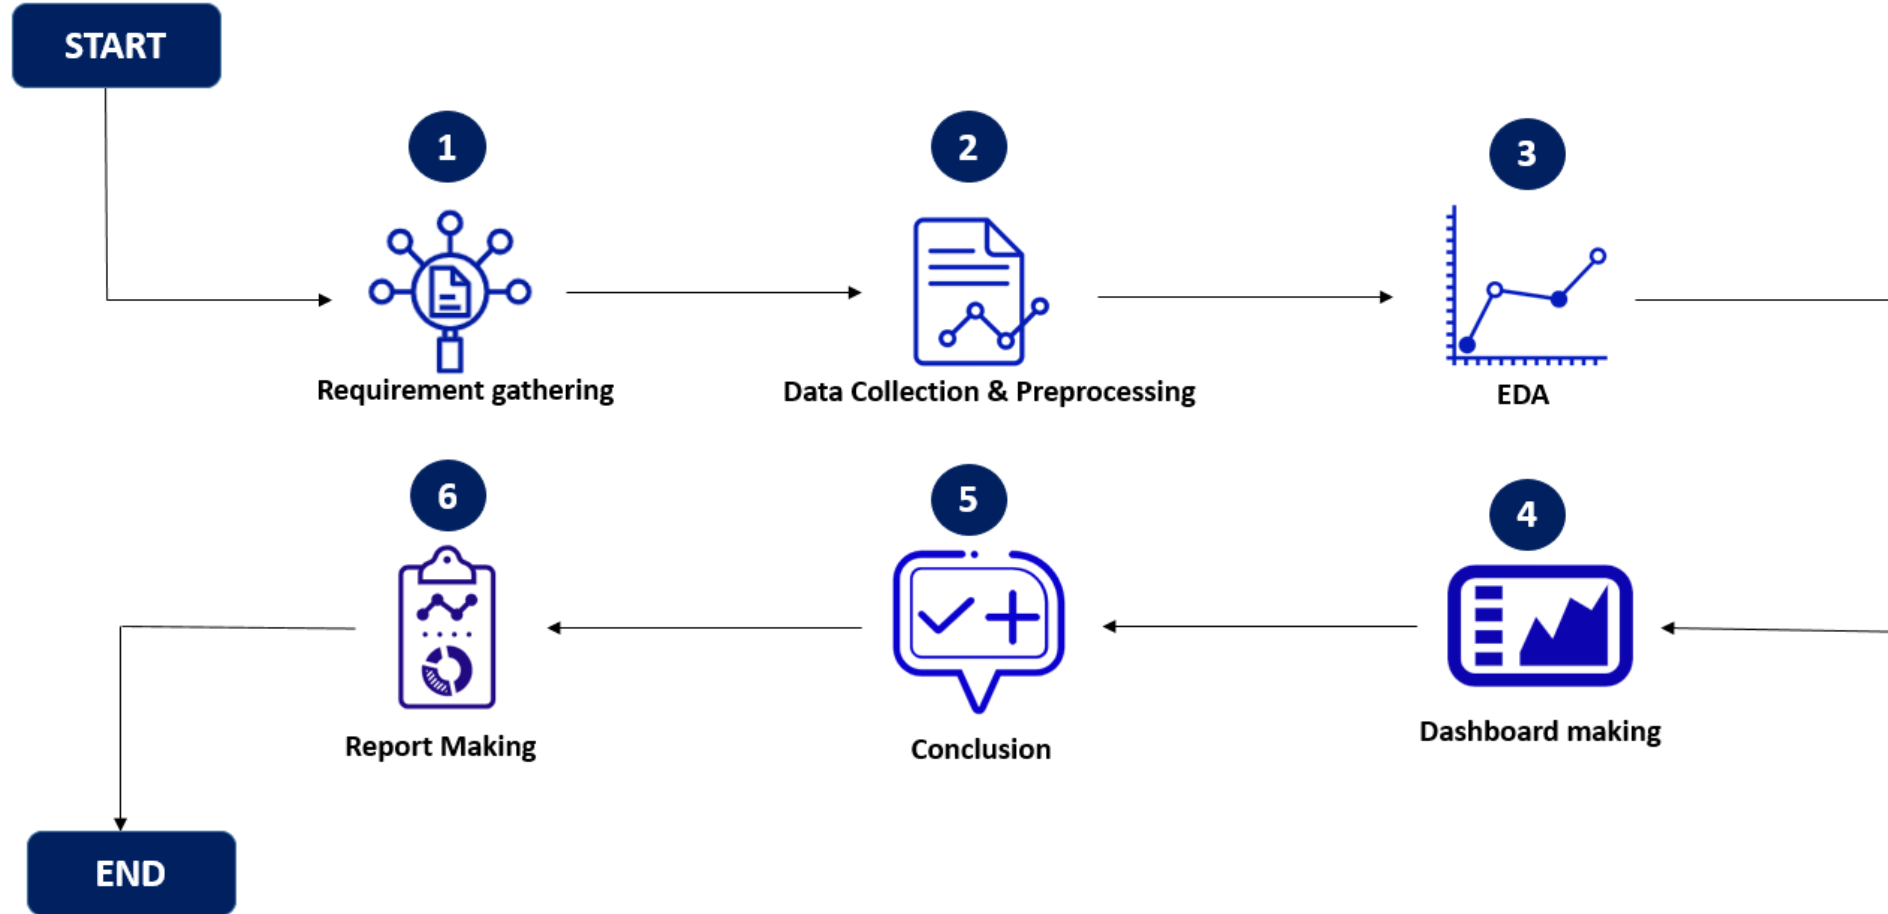 START
1
2
3
Requirement gathering
Data Collection & Preprocessing
EDA
6
5
4
Report Making
Conclusion
Dashboard making
END